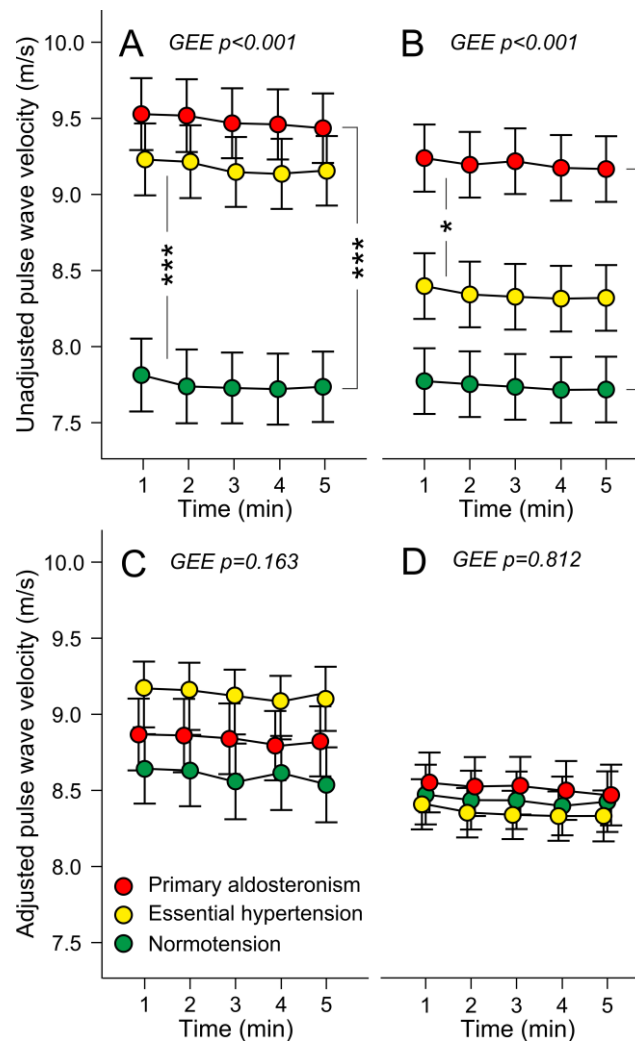 A GEE p<0.001
B GEE p<0.001
Unadjusted pulse wave velocity (m/s)
10.0
9.5
9.0
8.5
8.0
7.5
***
***
*
1 2 3 4 5
1 2 3 4 5
Time (min)
Time (min)
C GEE p=0.163
D GEE p=0.812
Adjusted pulse wave velocity (m/s)
10.0
9.5
9.0
8.5
8.0
7.5
Primary aldosteronism
Essential hypertension
Normotension
1 2 3 4 5
1 2 3 4 5
Time (min)
Time (min)